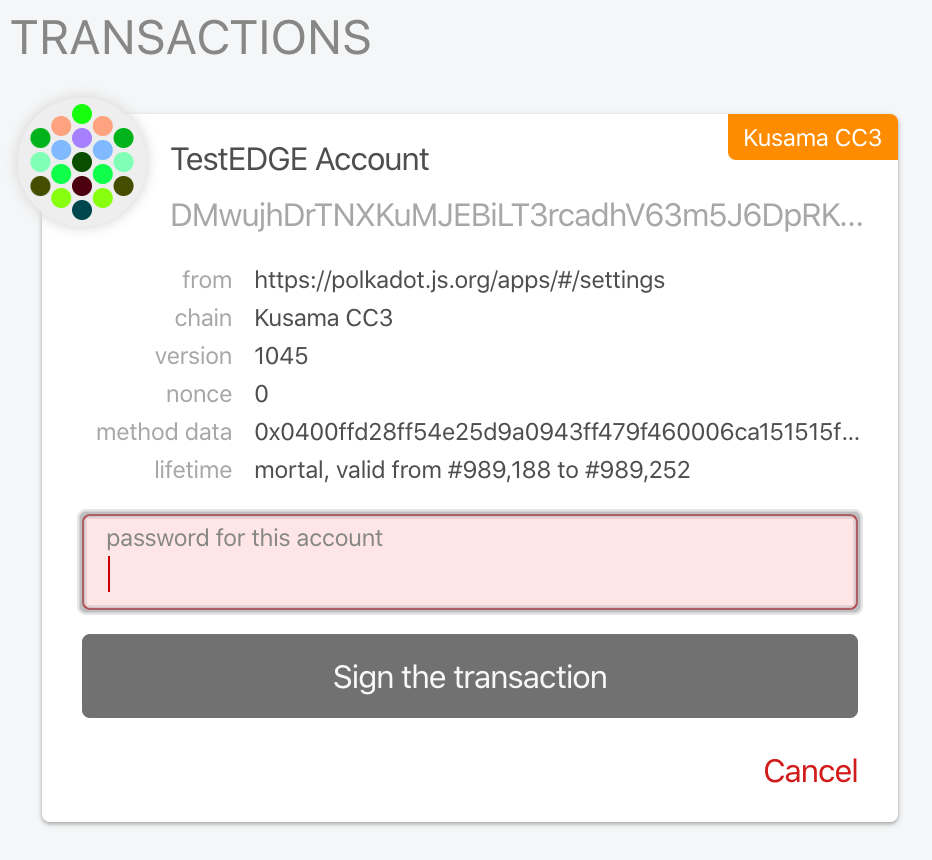 TRANSACTIONS
Kusama CC3
TestEDGE Account
DMwujhDrTNXKuMJEBiLT3rcadhV63m5J6DpRK...
from https://polkadot.js.org/apps/#/settings
chain Kusama CC3
version 1045
nonce 0
method data 0x0400ffd28ff54e25d9a0943ff479f460006ca151515f...
lifetime mortal, valid from #989,188 to #989,252
password for this account
Sign the transaction
Cancel